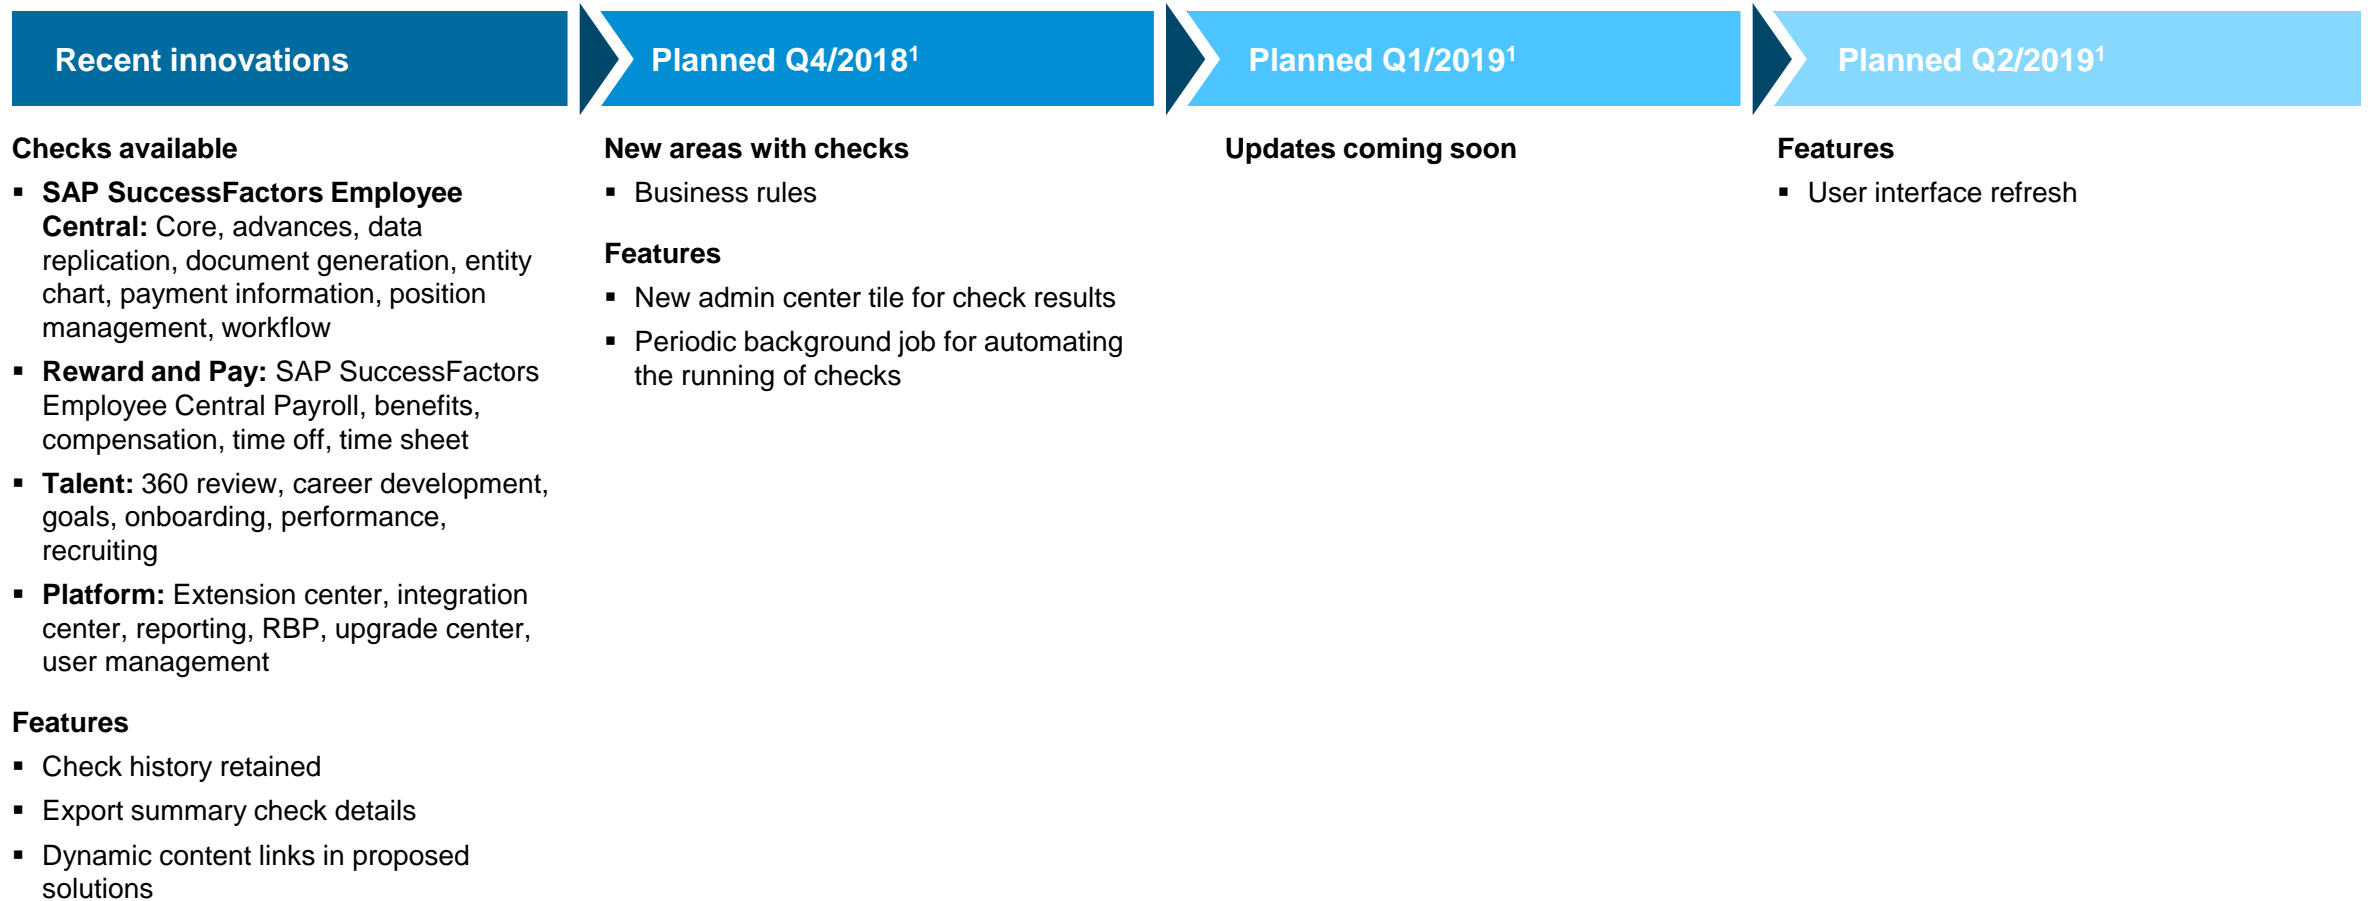 Recent innovations
Planned Q4/2018¹
Planned Q1/2019¹
Planned Q2/2019¹
Checks available
▪ SAP SuccessFactors Employee
Central: Core, advances, data
replication, document generation, entity
chart, payment information, position
management, workflow
▪ Reward and Pay: SAP SuccessFactors
Employee Central Payroll, benefits,
compensation, time off, time sheet
▪ Talent: 360 review, career development,
goals, onboarding, performance,
recruiting
▪ Platform: Extension center, integration
center, reporting, RBP, upgrade center,
user management
Features
▪ Check history retained
▪ Export summary check details
▪ Dynamic content links in proposed
solutions
New areas with checks
▪ Business rules
Features
▪ New admin center tile for check results
▪ Periodic background job for automating
the running of checks
Updates coming soon
Features
▪ User interface refresh